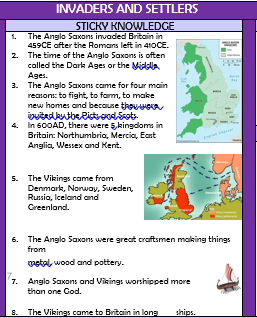 INVADERS AND SETTLERS
STICKY KNOWLEDGE
1. The Anglo Saxons invaded Britain in
459CE after the Romans left in 410CE.
2. The time of the Anglo Saxons is often
called the Dark Ages or the Middle
Ages.
3. The Anglo Saxons came for four main
reasons: to fight, to farm, to make
new homes and because they were
invited by the Picts and Scots.
4. In 600AD, there were 5 kingdoms in
Britain: Northumbria, Mercia, East
Anglia, Wessex and Kent.
5. The Vikings came from
Denmark, Norway, Sweden,
Russia, Iceland and
Greenland.
6. The Anglo Saxons were great craftsmen making things
from
metal, wood and pottery.
7. Anglo Saxons and Vikings worshipped more
than one God.
8. The Vikings came to Britain in long ships.